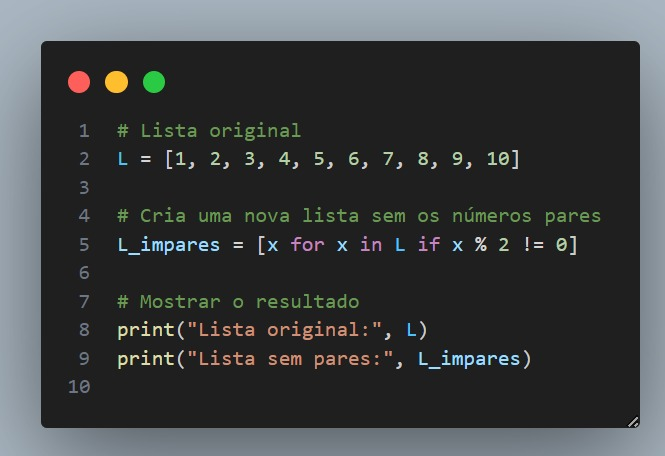 1 # Lista original
2 L = [1, 2, 3, 4, 5, 6, 7, 8, 9, 10]
3
4 # Cria uma nova lista sem os números pares
5 L_impares = [x for x in L if x % 2 != 0]
6
7 # Mostrar o resultado
8 print("Lista original:", L)
9 print("Lista sem pares:", L_impares)
10